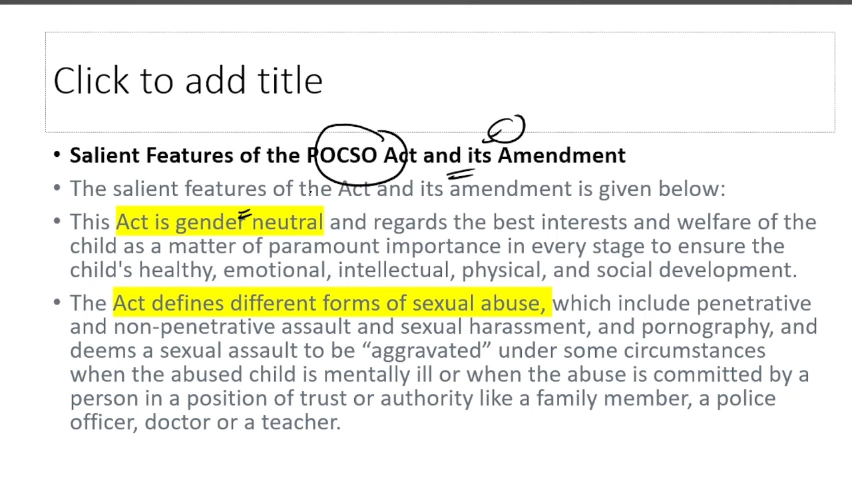 Click to add title
• Salient Features of the POCSO Act and its Amendment
• The salient features of the Act and its amendment is given below:
• This Act is gender neutral and regards the best interests and welfare of the
child as a matter of paramount importance in every stage to ensure the
child's healthy, emotional, intellectual, physical, and social development.
• The Act defines different forms of sexual abuse, which include penetrative
and non-penetrative assault and sexual harassment, and pornography, and
deems a sexual assault to be “aggravated” under some circumstances
when the abused child is mentally ill or when the abuse is committed by a
person in a position of trust or authority like a family member, a police
officer, doctor or a teacher.